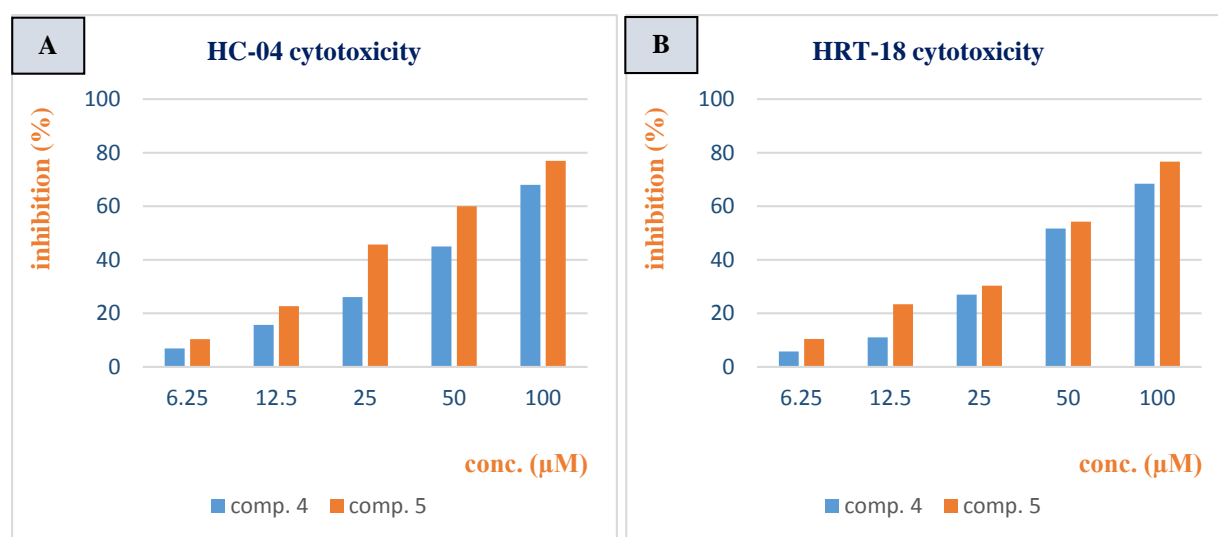 A
HC-04 cytotoxicity
inhibition (%)
100
80
60
40
20
0
6.25 12.5 25 50 100
conc. (µM)
comp. 4 comp. 5
B
HRT-18 cytotoxicity
inhibition (%)
100
80
60
40
20
0
6.25 12.5 25 50 100
conc. (µM)
comp. 4 comp. 5